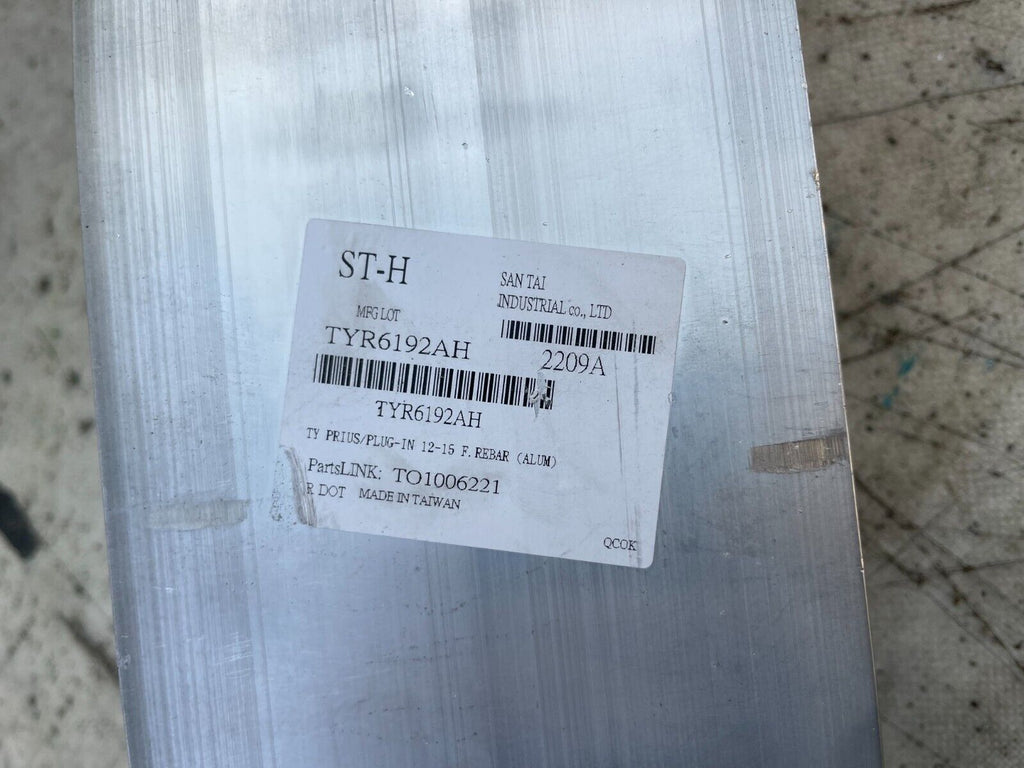 ST-H
SAN TAI
INDUSTRIAL co., LTD
MFG LOT
TYR6192AH
2209A
TYR6192AH
TY PRIUS/PLUG-IN 12-15 F.REBAR (ALUM)
PartsLINK: TO1006221
R DOT MADE IN TAIWAN
QCOK